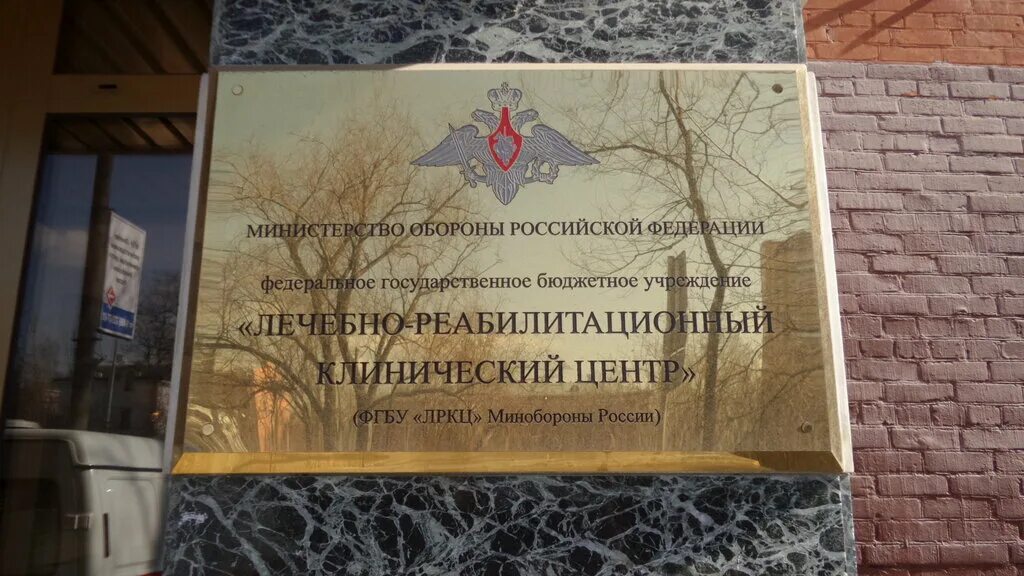 МИНИСТЕРСТВО ОБОРОНЫ РОССИЙСКОЙ ФЕДЕРАЦИИ
федеральное государственное бюджетное учреждение
«ЛЕЧЕБНО-РЕАБИЛИТАЦИОННЫЙ
КЛИНИЧЕСКИЙ ЦЕНТР»
(ФГБУ «ЛРКЦ» Минобороны России)